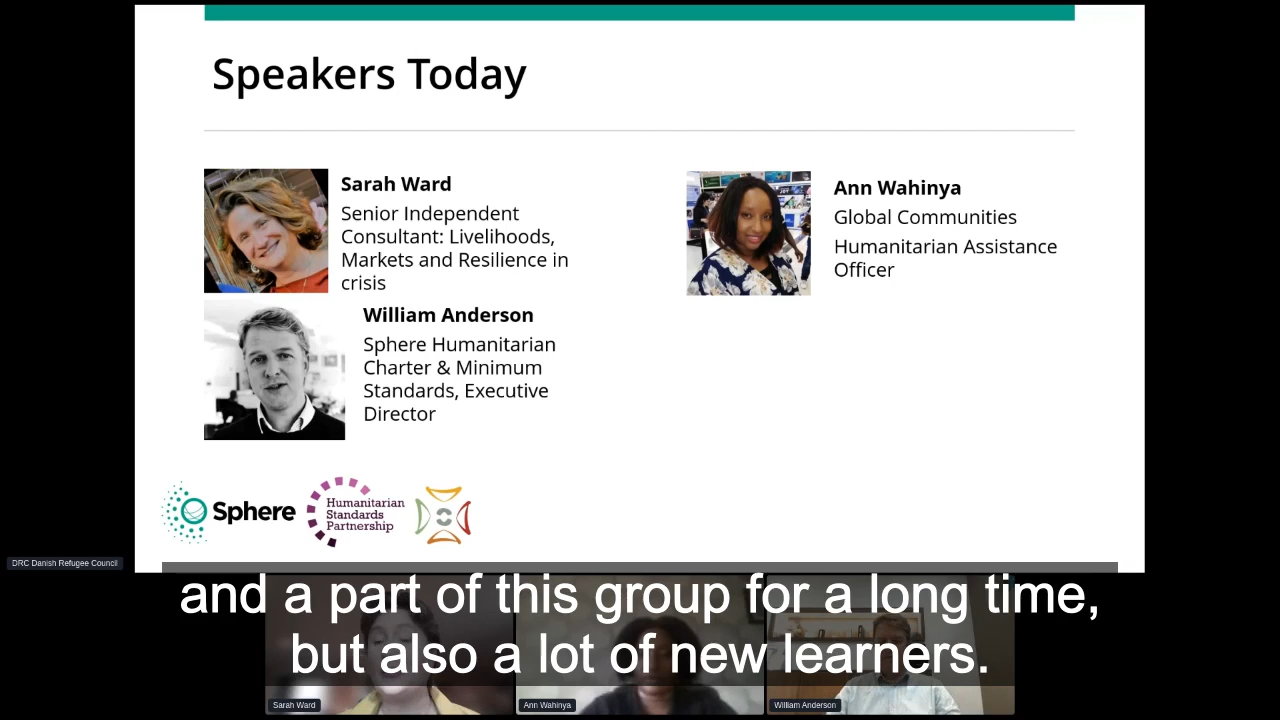 Speakers Today
Sarah Ward
Senior Independent
Consultant: Livelihoods,
Markets and Resilience in
crisis
Ann Wahinya
Global Communities
Humanitarian Assistance
Officer
William Anderson
Sphere Humanitarian
Charter & Minimum
Standards, Executive
Director
Sphere
Humanitarian
Standards
Partnership
DRC Danish Refugee Council
and a part of this group for a long time,
but also a lot of new learners.
Sarah Ward
Ann Wahinya
William Anderson